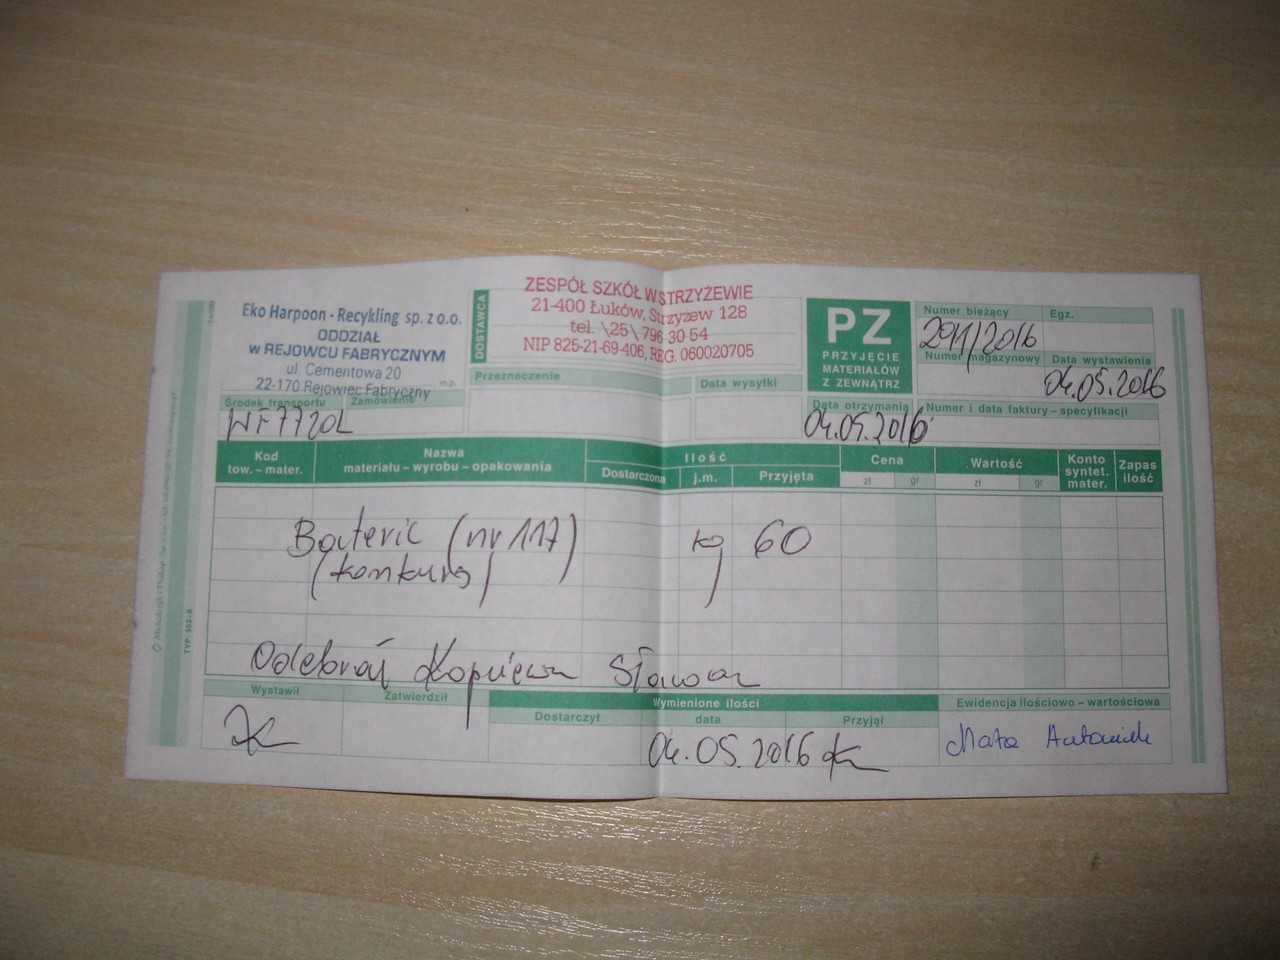 Eko Harpoon - Recykling sp. z o.o.
ODDZIAŁ
w REJOWCU FABRYCZNYM
ul. Cementowa 20
22-170 Rejowiec Fabryczny
m.p.
Środek transportu
Zamówienie
WF7720L
DOSTAWCA
ZESPÓŁ SZKÓŁ W STRZYŻEWIE
21-400 Łuków, Strzyżew 128
tel. \25\ 796 30 54
NIP 825-21-69-406, REG. 060020705
Przeznaczenie
Data wysyłki
PZ
PRZYJĘCIE
MATERIAŁÓW
Z ZEWNĄTRZ
Numer bieżący
Egz.
291/2016
Numer magazynowy
Data wystawienia
04.05.2016
Data otrzymania
04.05.2016
Numer i data faktury – specyfikacji
Kod
tow. – mater.
Nazwa
materiału – wyrobu – opakowania
Ilość
Dostarczona
j.m.
Przyjęta
Cena
zł
gr
Wartość
zł
gr
Konto
syntet.
mater.
Zapas
ilość
Baterie (nr 117) kg 60
(konkurs)
Odebrał
TYP: 352-8
Wystawił
Zatwierdził
Wymienione ilości
Dostarczył
data
Przyjął
04.05.2016
Ewidencja ilościowo – wartościowa